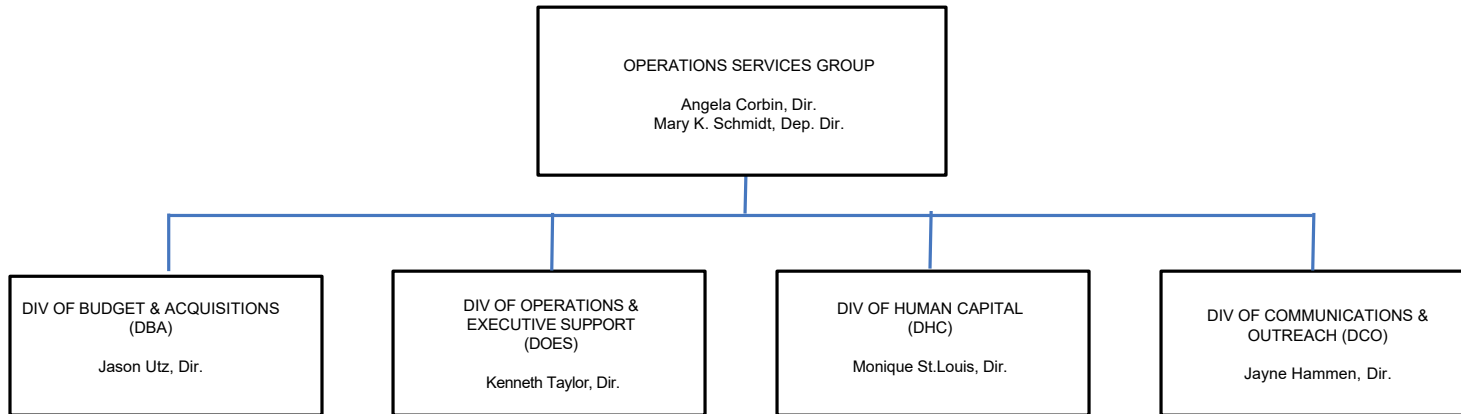 OPERATIONS SERVICES GROUP
Angela Corbin, Dir.
Mary K. Schmidt, Dep. Dir.
DIV OF BUDGET & ACQUISITIONS
(DBA)
Jason Utz, Dir.
DIV OF OPERATIONS &
EXECUTIVE SUPPORT
(DOES)
Kenneth Taylor, Dir.
DIV OF HUMAN CAPITAL
(DHC)
Monique St.Louis, Dir.
DIV OF COMMUNICATIONS &
OUTREACH (DCO)
Jayne Hammen, Dir.